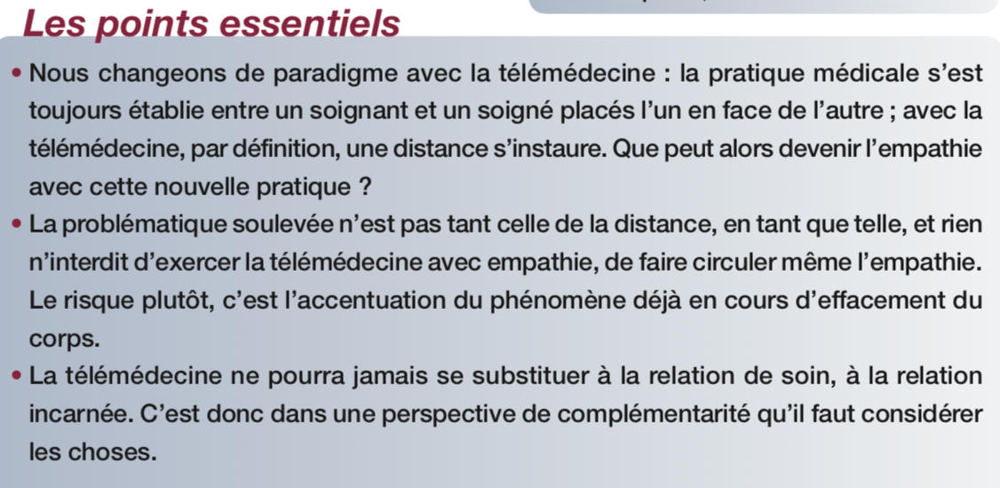 Les points essentiels
• Nous changeons de paradigme avec la télémédecine : la pratique médicale s’est
toujours établie entre un soignant et un soigné placés l’un en face de l’autre ; avec la
télémédecine, par définition, une distance s’instaure. Que peut alors devenir l’empathie
avec cette nouvelle pratique ?
• La problématique soulevée n’est pas tant celle de la distance, en tant que telle, et rien
n’interdit d’exercer la télémédecine avec empathie, de faire circuler même l’empathie.
Le risque plutôt, c’est l’accentuation du phénomène déjà en cours d’effacement du
corps.
• La télémédecine ne pourra jamais se substituer à la relation de soin, à la relation
incarnée. C’est donc dans une perspective de complémentarité qu’il faut considérer
les choses.